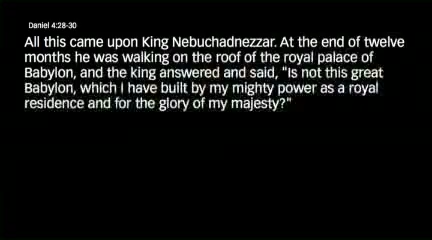 Daniel 4:28-30
All this came upon King Nebuchadnezzar. At the end of twelve
months he was walking on the roof of the royal palace of
Babylon, and the king answered and said, "Is not this great
Babylon, which I have built by my mighty power as a royal
residence and for the glory of my majesty?"